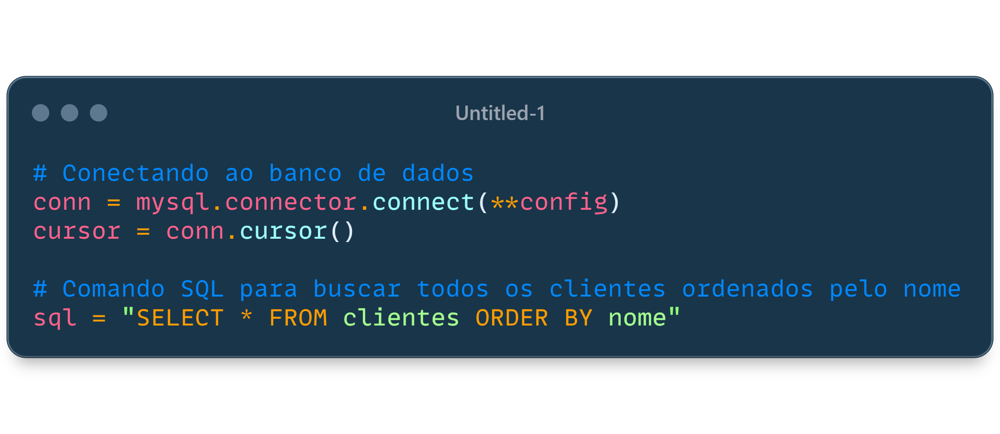 Untitled-1
# Conectando ao banco de dados
conn = mysql.connector.connect(**config)
cursor = conn.cursor()
# Comando SQL para buscar todos os clientes ordenados pelo nome
sql = "SELECT * FROM clientes ORDER BY nome"